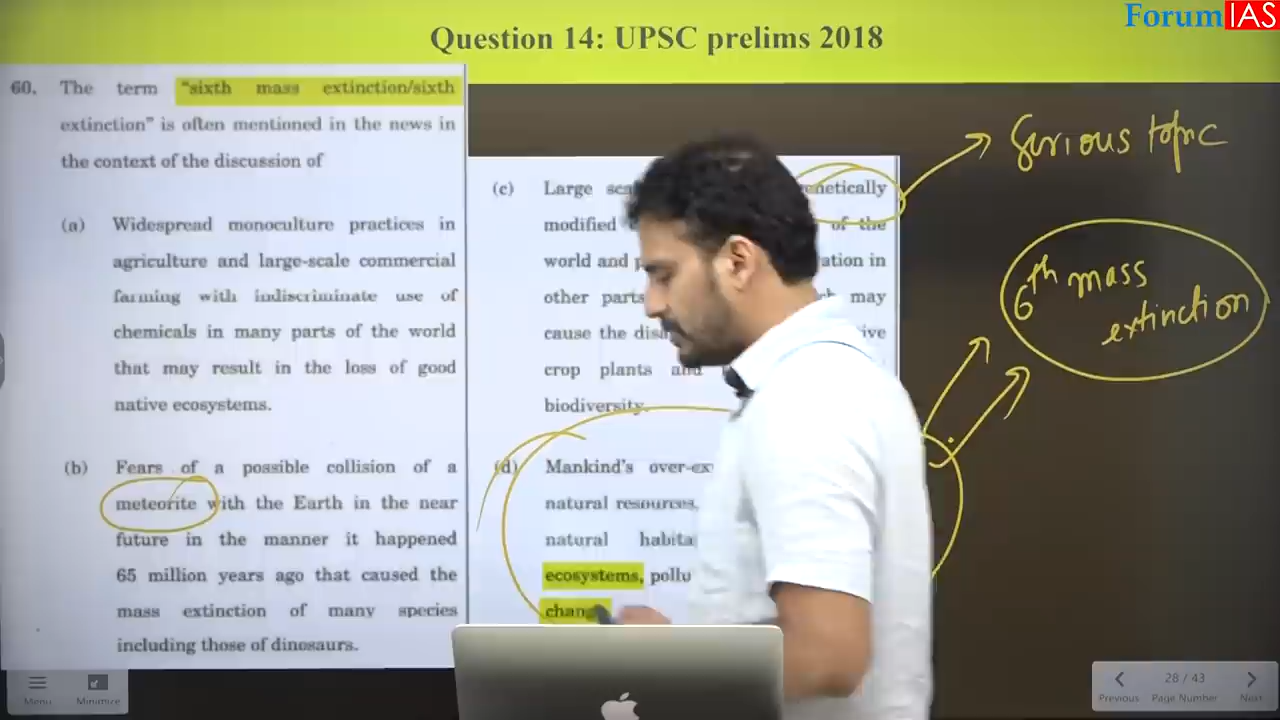 ForumIAS
Question 14: UPSC prelims 2018
60. The term "sixth mass extinction/sixth
extinction" is often mentioned in the news in
the context of the discussion of
(a) Widespread monoculture practices in
agriculture and large-scale commercial
farming with indiscriminate use of
chemicals in many parts of the world
that may result in the loss of good
native ecosystems.
(b) Fears of a possible collision of a
meteorite with the Earth in the near
future in the manner it happened
65 million years ago that caused the
mass extinction of many species
including those of dinosaurs.
(c) Large
modified of the
world and in
other parts may
cause the
crop plants and
biodiversity.
(d) Mankind's
natural resources,
natural
ecosystems,
Serious topic
6th mass
extinction
Menu Minimize
28 / 43
Previous Page Number Next